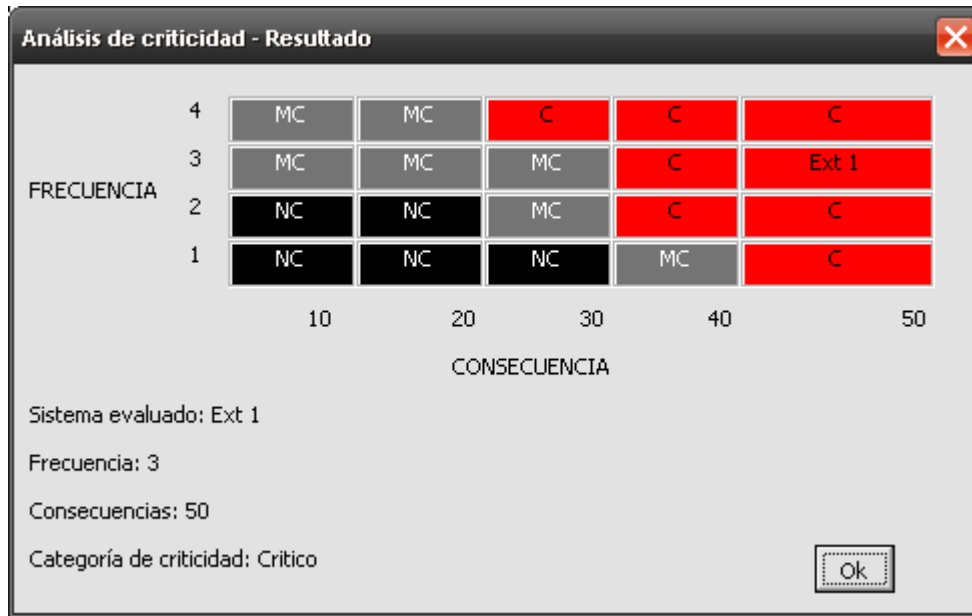 Análisis de criticidad - Resultado
4 MC MC C C C
3 MC MC MC C Ext 1
FRECUENCIA
2 NC NC MC C C
1 NC NC NC MC C
10 20 30 40 50
CONSECUENCIA
Sistema evaluado: Ext 1
Frecuencia: 3
Consecuencias: 50
Categoría de criticidad: Critico
Ok